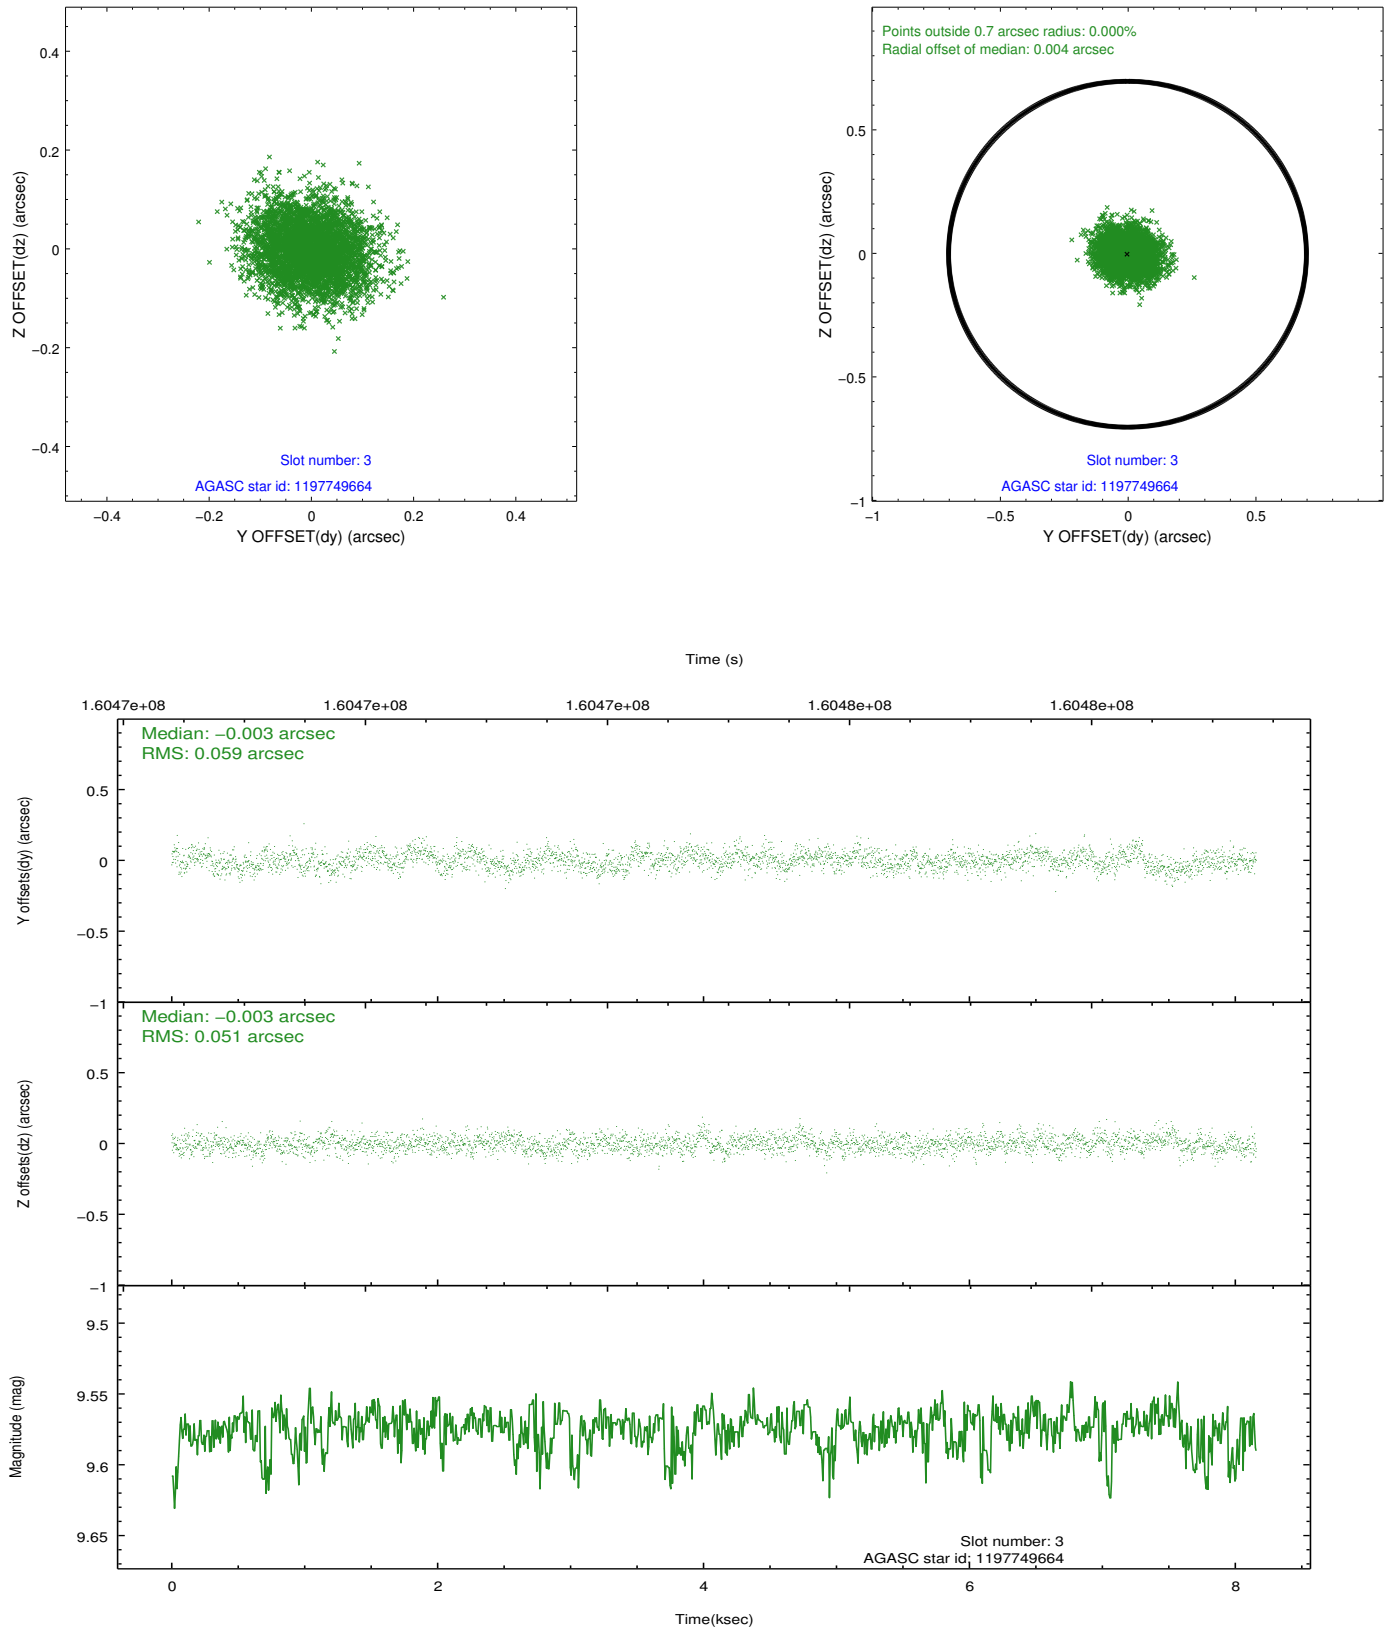 0.4
0.2
0
−0.2
−0.4
Z OFFSET(dz) (arcsec)
Slot number: 3
AGASC star id: 1197749664
−0.4 −0.2 0 0.2 0.4
Y OFFSET(dy) (arcsec)
Points outside 0.7 arcsec radius: 0.000%
Radial offset of median: 0.004 arcsec
0.5
0
−0.5
−1
Z OFFSET(dz) (arcsec)
Slot number: 3
AGASC star id: 1197749664
−1 −0.5 0 0.5
Y OFFSET(dy) (arcsec)
Time (s)
1.6047e+08 1.6047e+08 1.6047e+08 1.6048e+08 1.6048e+08
Median: −0.003 arcsec
RMS: 0.059 arcsec
0.5
0
−0.5
−1
Y offsets(dy) (arcsec)
Median: −0.003 arcsec
RMS: 0.051 arcsec
0.5
0
−0.5
−1
Z offsets(dz) (arcsec)
9.5
9.55
9.6
9.65
Magnitude (mag)
Slot number: 3
AGASC star id: 1197749664
0 2 4 6 8
Time(ksec)